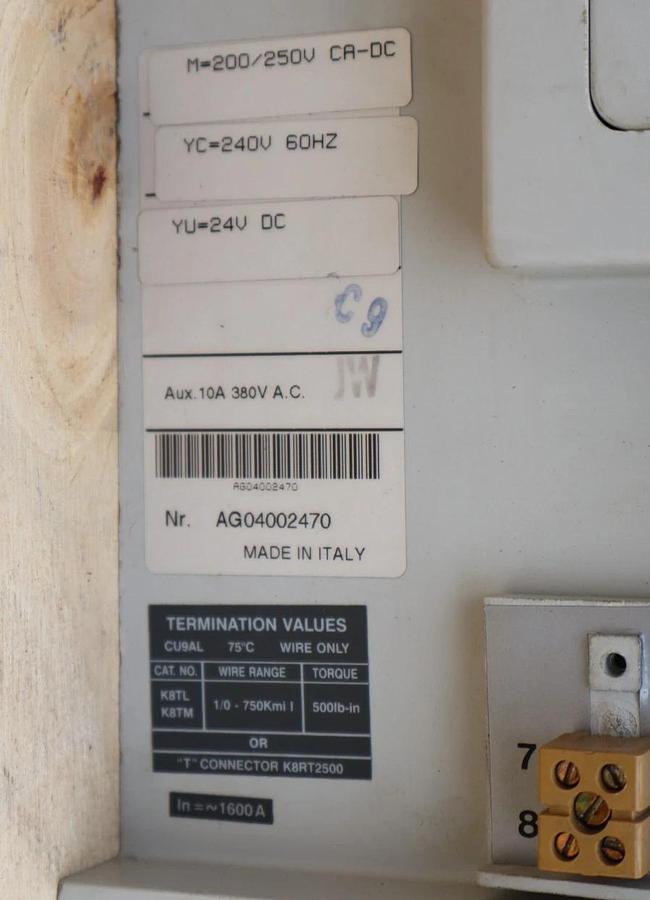 M=200/250V CA-DC
YC=240V 60HZ
YU=24V DC
C9
Aux.10A 380V A.C.
JW
AG04002470
Nr. AG04002470
MADE IN ITALY
TERMINATION VALUES
CU9AL 75°C WIRE ONLY
CAT. NO. WIRE RANGE TORQUE
K8TL
K8TM
1/0 - 750Kmi l 500lb-in
OR
"T" CONNECTOR K8RT2500
In=~1600A
7
8